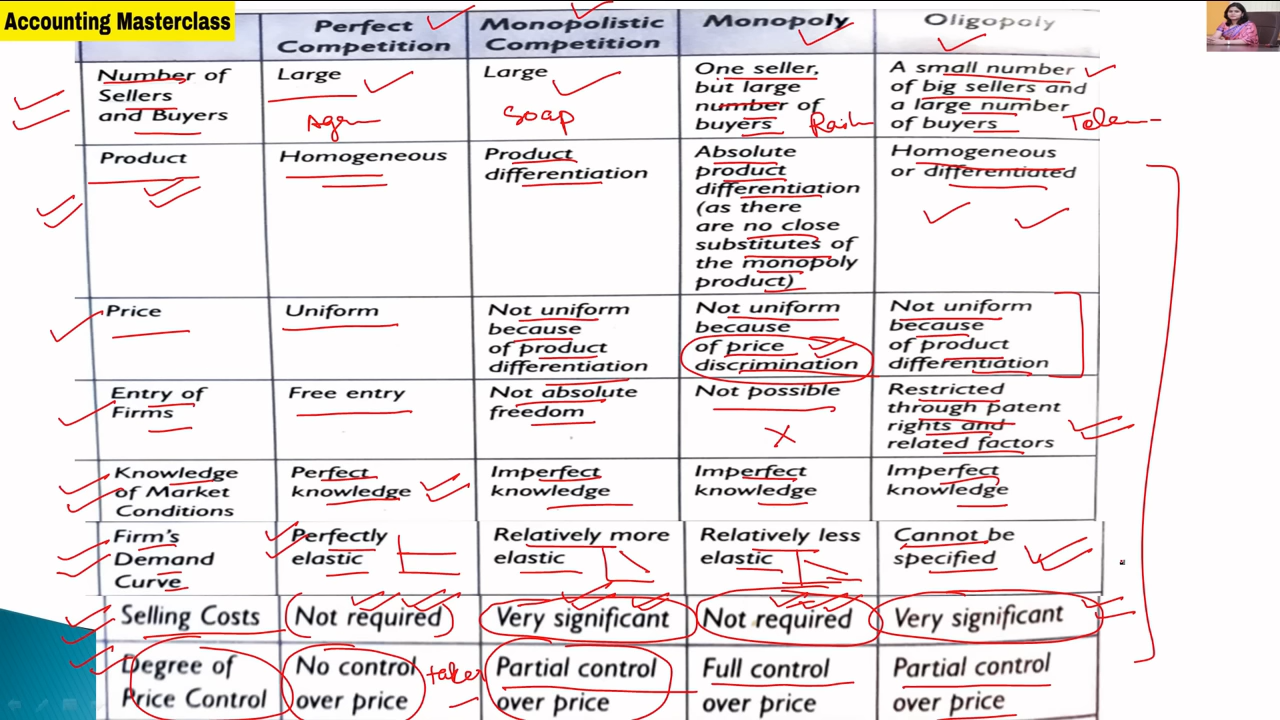 Accounting Masterclass
Perfect
Competition
Monopolistic
Competition
Monopoly
Oligopoly
Number of
Sellers
and Buyers
Large
Large
Soap
One seller,
but large
number of
buyers
A small number
of big sellers and
a large number
of buyers
Product
Homogeneous
Product
differentiation
Absolute
product
differentiation
(as there
are no close
substitutes of
the monopoly
product)
Homogeneous
or differentiated
Price
Uniform
Not uniform
because
of product
differentiation
Not uniform
because
of price
discrimination
Not uniform
because
of product
differentiation
Entry of
Firms
Free entry
Not absolute
freedom
Not possible
Restricted
through patent
rights and
related factors
Knowledge
of Market
Conditions
Perfect
knowledge
Imperfect
knowledge
Imperfect
knowledge
Imperfect
knowledge
Firm's
Demand
Curve
Perfectly
elastic
Relatively more
elastic
Relatively less
elastic
Cannot be
specified
Selling Costs
Not required
Very significant
Not required
Very significant
Degree of
Price Control
No control
over price
taker
Partial control
over price
Full control
over price
Partial control
over price